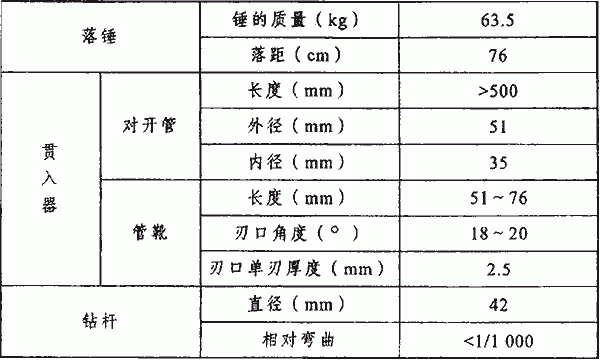 落锤 锤的质量(kg) 63.5
落距(cm) 76
贯入器 对开管 长度(mm) >500
外径(mm) 51
内径(mm) 35
管靴 长度(mm) 51~76
刃口角度(°) 18~20
刃口单刃厚度(mm) 2.5
钻杆 直径(mm) 42
相对弯曲 <1/1 000